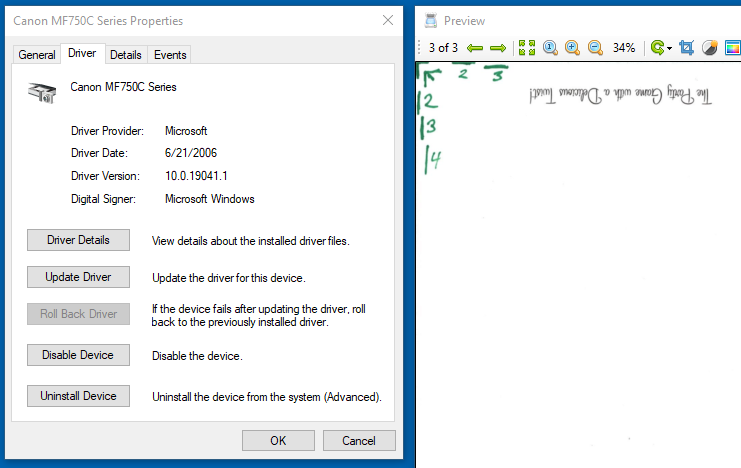 Canon MF750C Series Properties
General Driver Details Events
Canon MF750C Series
Driver Provider: Microsoft
Driver Date: 6/21/2006
Driver Version: 10.0.19041.1
Digital Signer: Microsoft Windows
Driver Details View details about the installed driver files.
Update Driver Update the driver for this device.
Roll Back Driver If the device fails after updating the driver, roll
back to the previously installed driver.
Disable Device Disable the device.
Uninstall Device Uninstall the device from the system (Advanced).
OK Cancel
Preview
3 of 3 34%
2 3
2
3
4
The Party Game with a Delicious Twist!